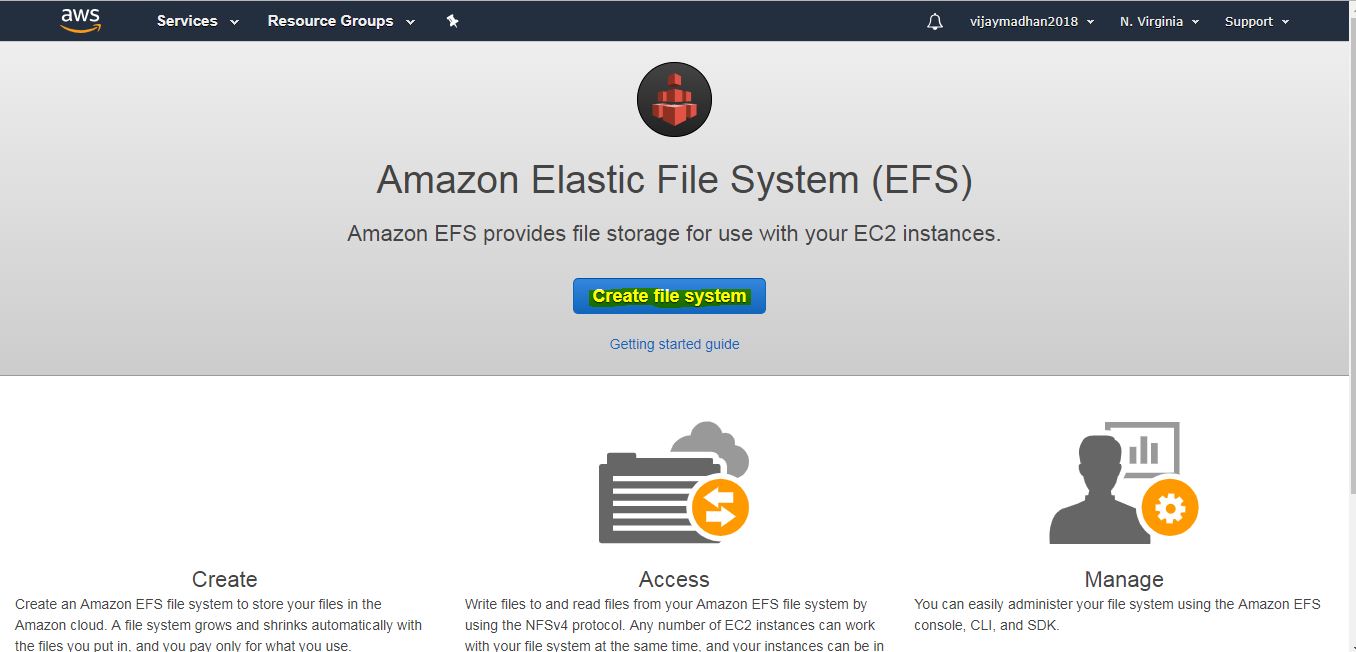 aws Services Resource Groups vijaymadhan2018 N. Virginia Support
Amazon Elastic File System (EFS)
Amazon EFS provides file storage for use with your EC2 instances.
Create file system
Getting started guide
Create
Create an Amazon EFS file system to store your files in the
Amazon cloud. A file system grows and shrinks automatically with
the files you put in, and you pay only for what you use.
Access
Write files to and read files from your Amazon EFS file system by
using the NFSv4 protocol. Any number of EC2 instances can work
with your file system at the same time, and your instances can be in
Manage
You can easily administer your file system using the Amazon EFS
console, CLI, and SDK.